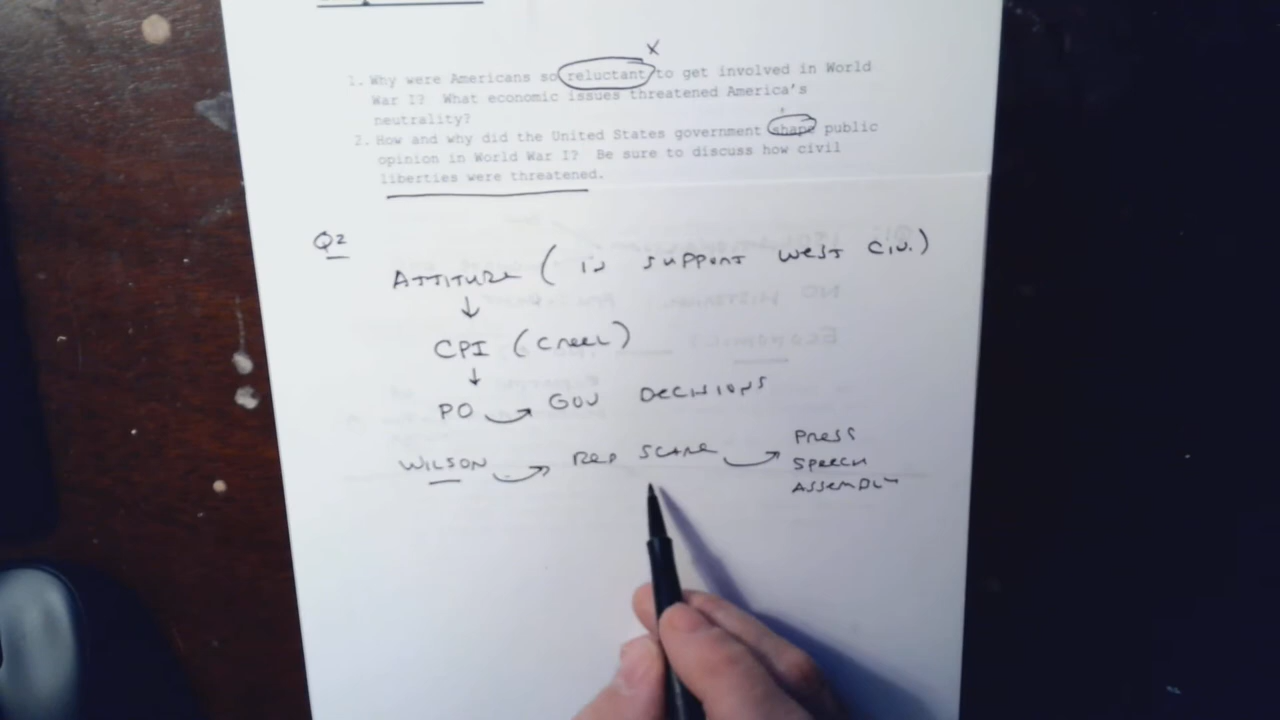 x
1. Why were Americans so reluctant to get involved in World
War I? What economic issues threatened America's
neutrality?
2. How and why did the United States government shape public
opinion in World War I? Be sure to discuss how civil
liberties were threatened.
Q2
ATTITUDE ( IN SUPPORT WEST CIV. )
↓
CPI (CREEL)
↓
PO → GOV DECISIONS
WILSON → RED SCARE → PRESS
SPEECH
ASSEMBLY